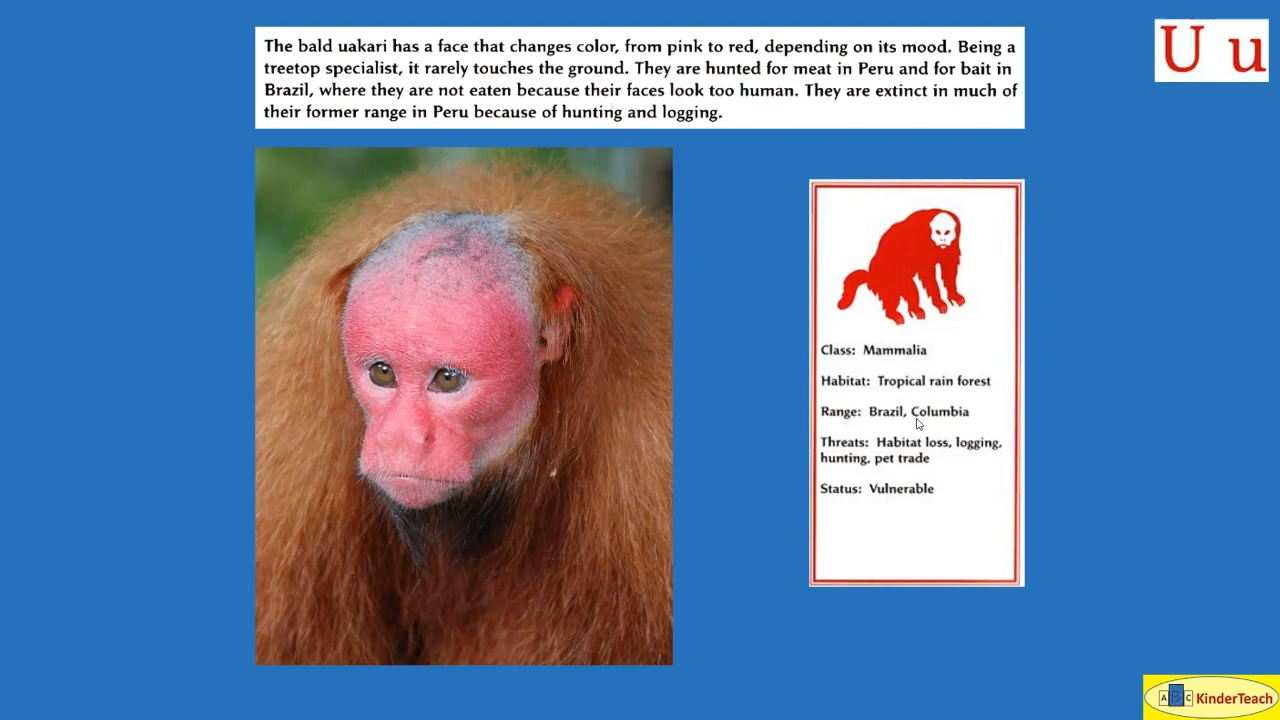 The bald uakari has a face that changes color, from pink to red, depending on its mood. Being a
treetop specialist, it rarely touches the ground. They are hunted for meat in Peru and for bait in
Brazil, where they are not eaten because their faces look too human. They are extinct in much of
their former range in Peru because of hunting and logging.
U u
Class: Mammalia
Habitat: Tropical rain forest
Range: Brazil, Columbia
Threats: Habitat loss, logging,
hunting, pet trade
Status: Vulnerable
A B C KinderTeach